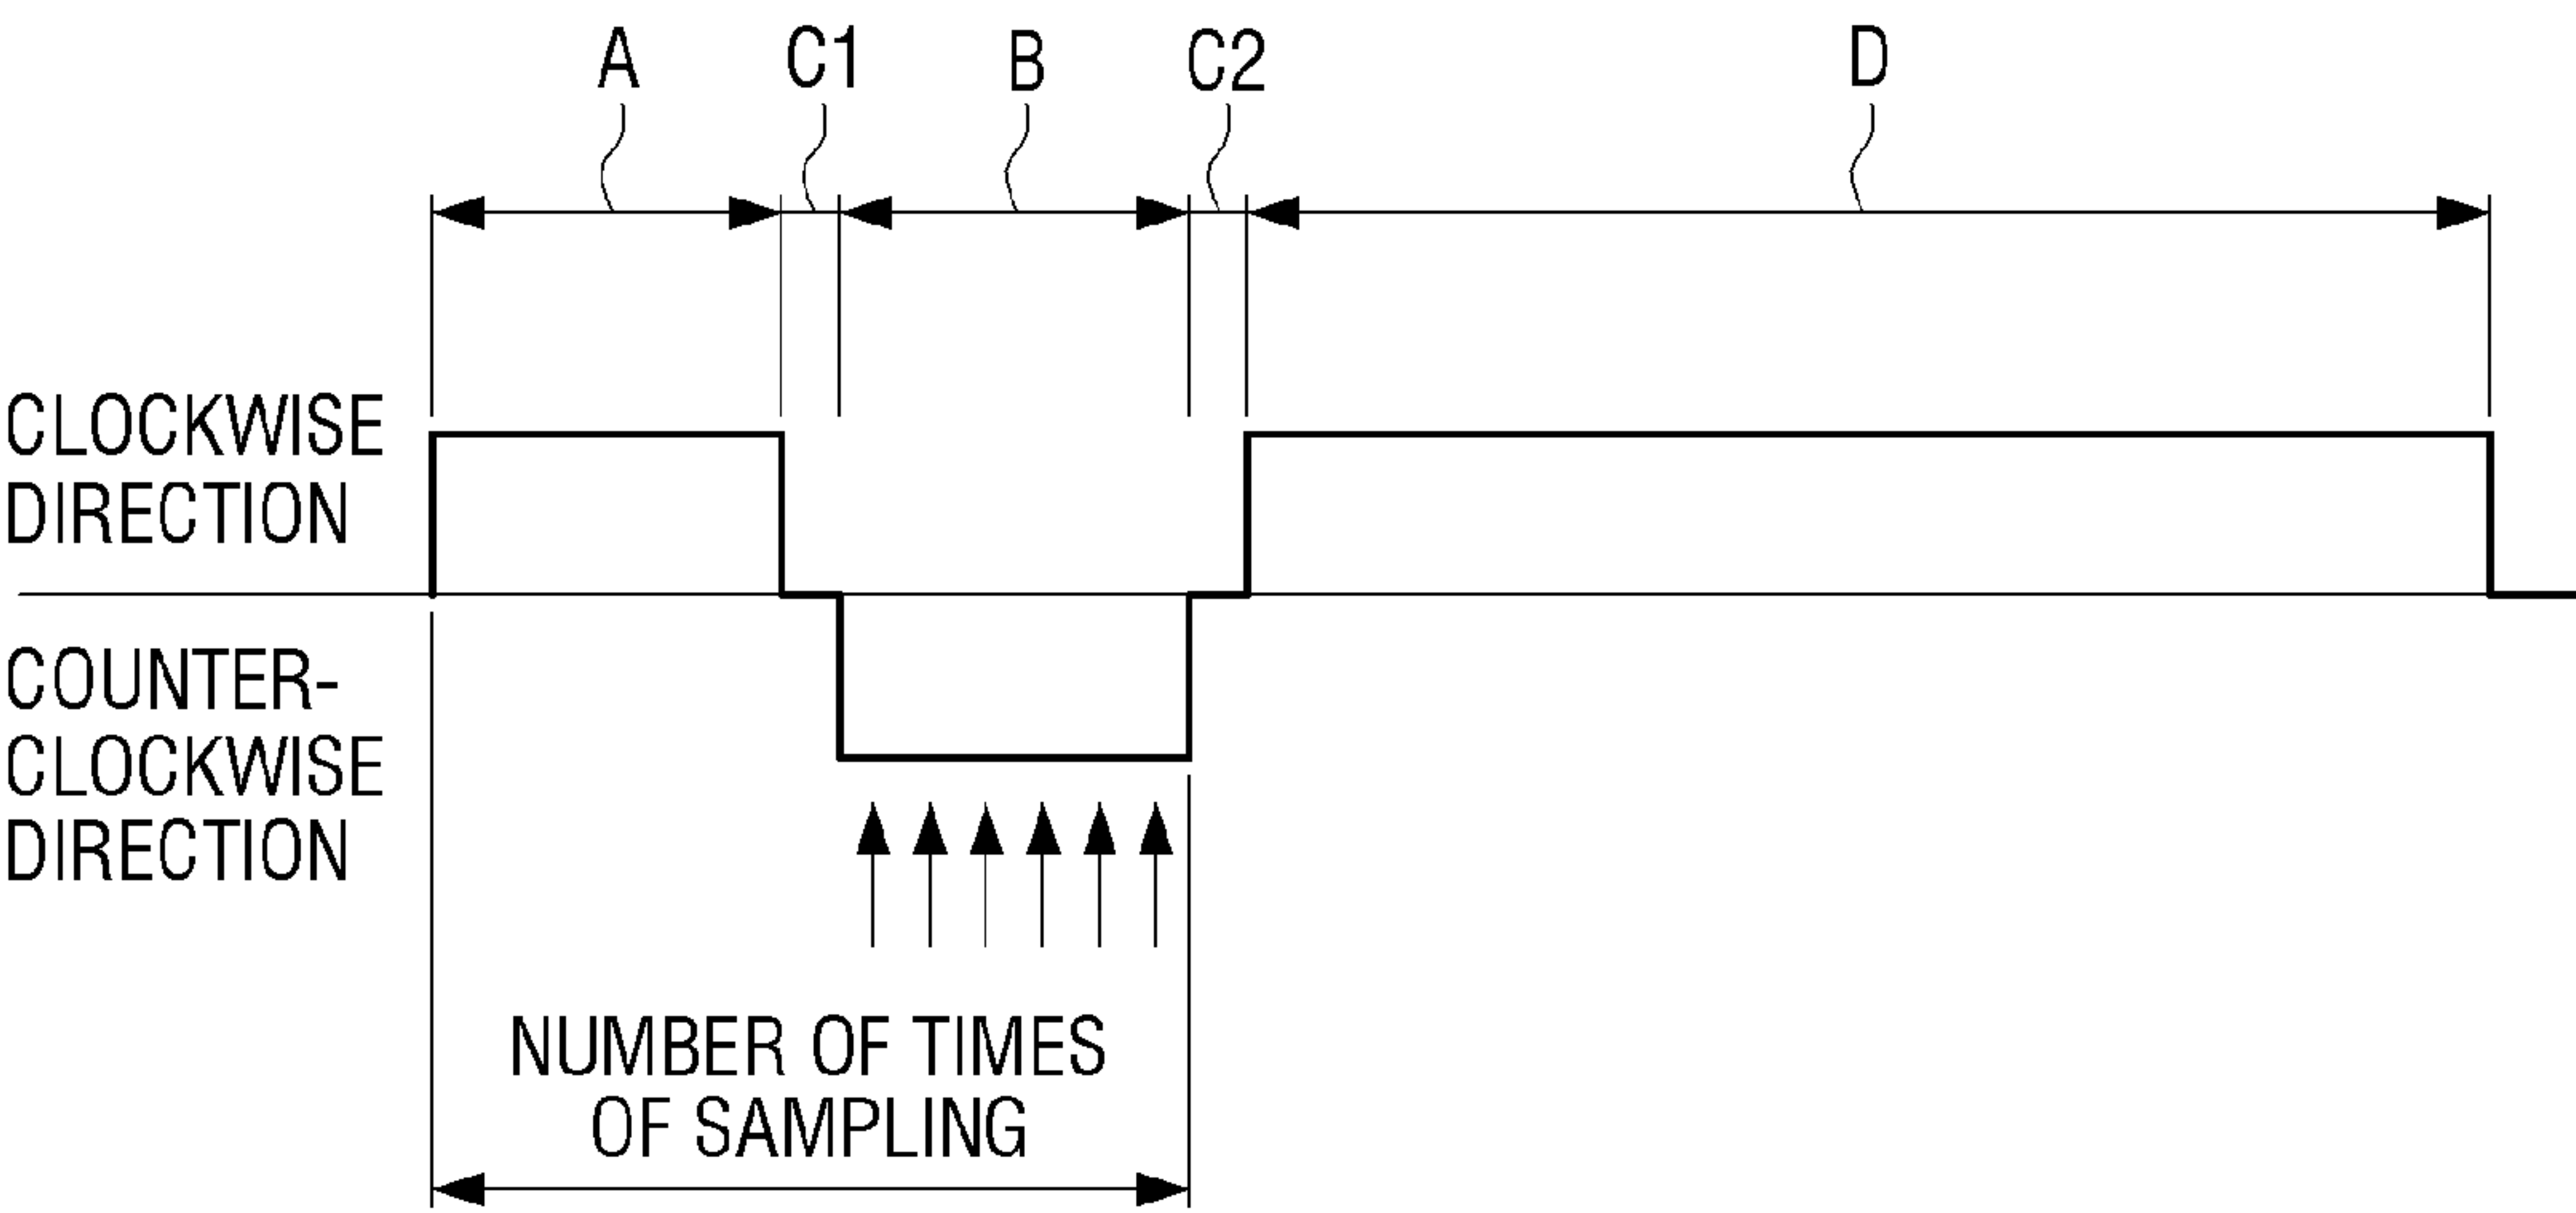 A C1 B C2 D
CLOCKWISE
DIRECTION
COUNTER-
CLOCKWISE
DIRECTION
NUMBER OF TIMES
OF SAMPLING